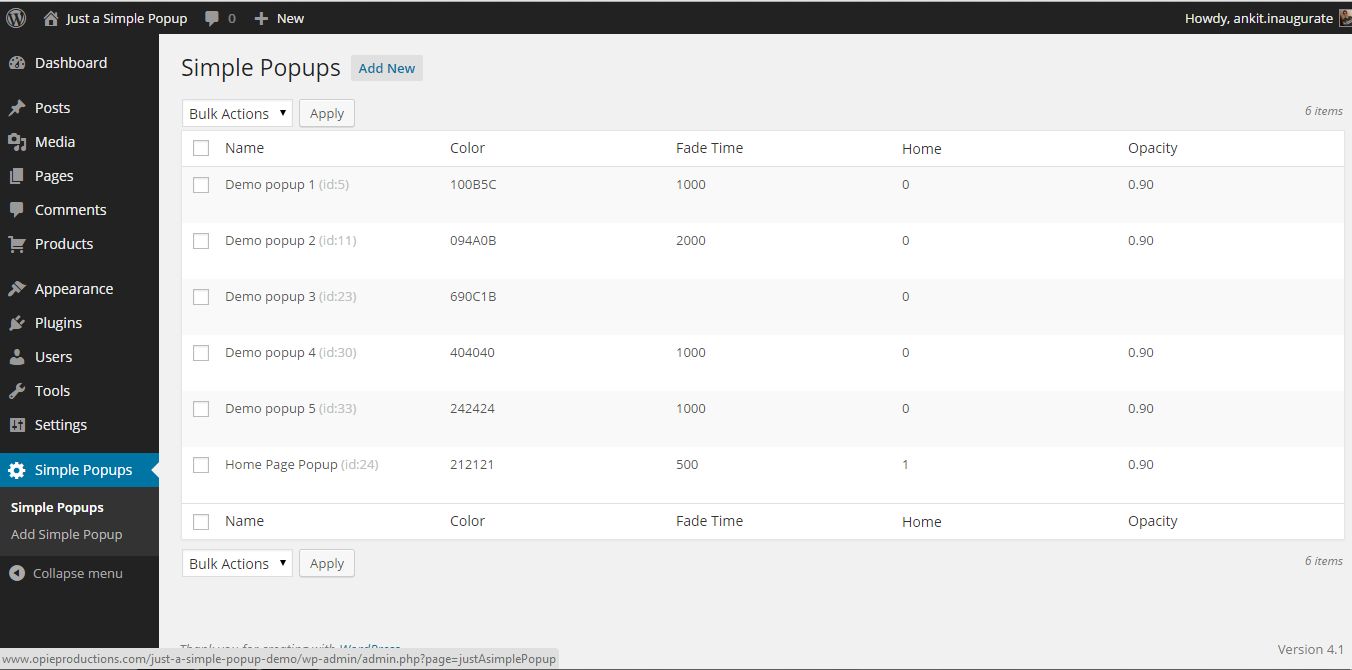 Just a Simple Popup 0 New Howdy, ankit.inaugurate
Dashboard
Posts
Media
Pages
Comments
Products
Appearance
Plugins
Users
Tools
Settings
Simple Popups
Simple Popups
Add Simple Popup
Collapse menu
Simple Popups Add New
Bulk Actions Apply 6 items
Name Color Fade Time Home Opacity
Demo popup 1 (id:5) 100B5C 1000 0 0.90
Demo popup 2 (id:11) 094A0B 2000 0 0.90
Demo popup 3 (id:23) 690C1B 0
Demo popup 4 (id:30) 404040 1000 0 0.90
Demo popup 5 (id:33) 242424 1000 0 0.90
Home Page Popup (id:24) 212121 500 1 0.90
Name Color Fade Time Home Opacity
Bulk Actions Apply 6 items
Thank you for creating with WordPress. Version 4.1
www.opieproductions.com/just-a-simple-popup-demo/wp-admin/admin.php?page=justAsimplePopup